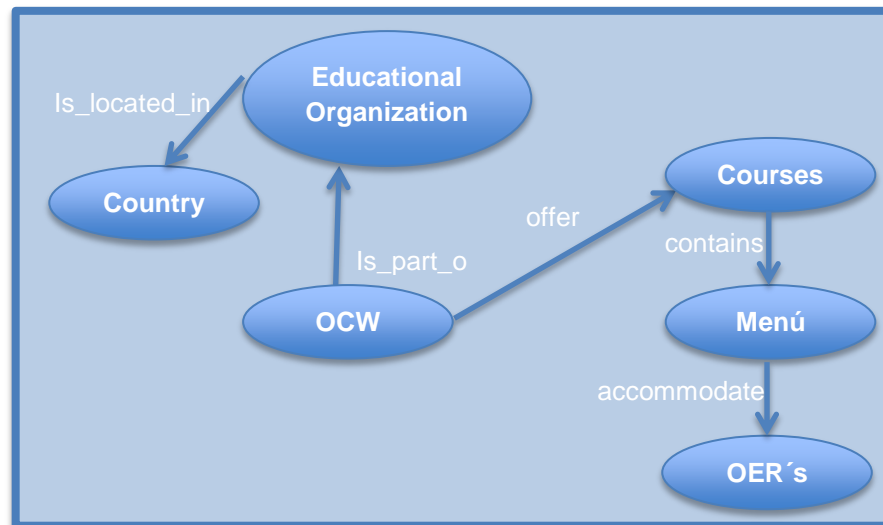 Educational
Organization
Is_located_in
Country
Courses
offer
contains
Is_part_o
OCW
Menú
accommodate
OER´s